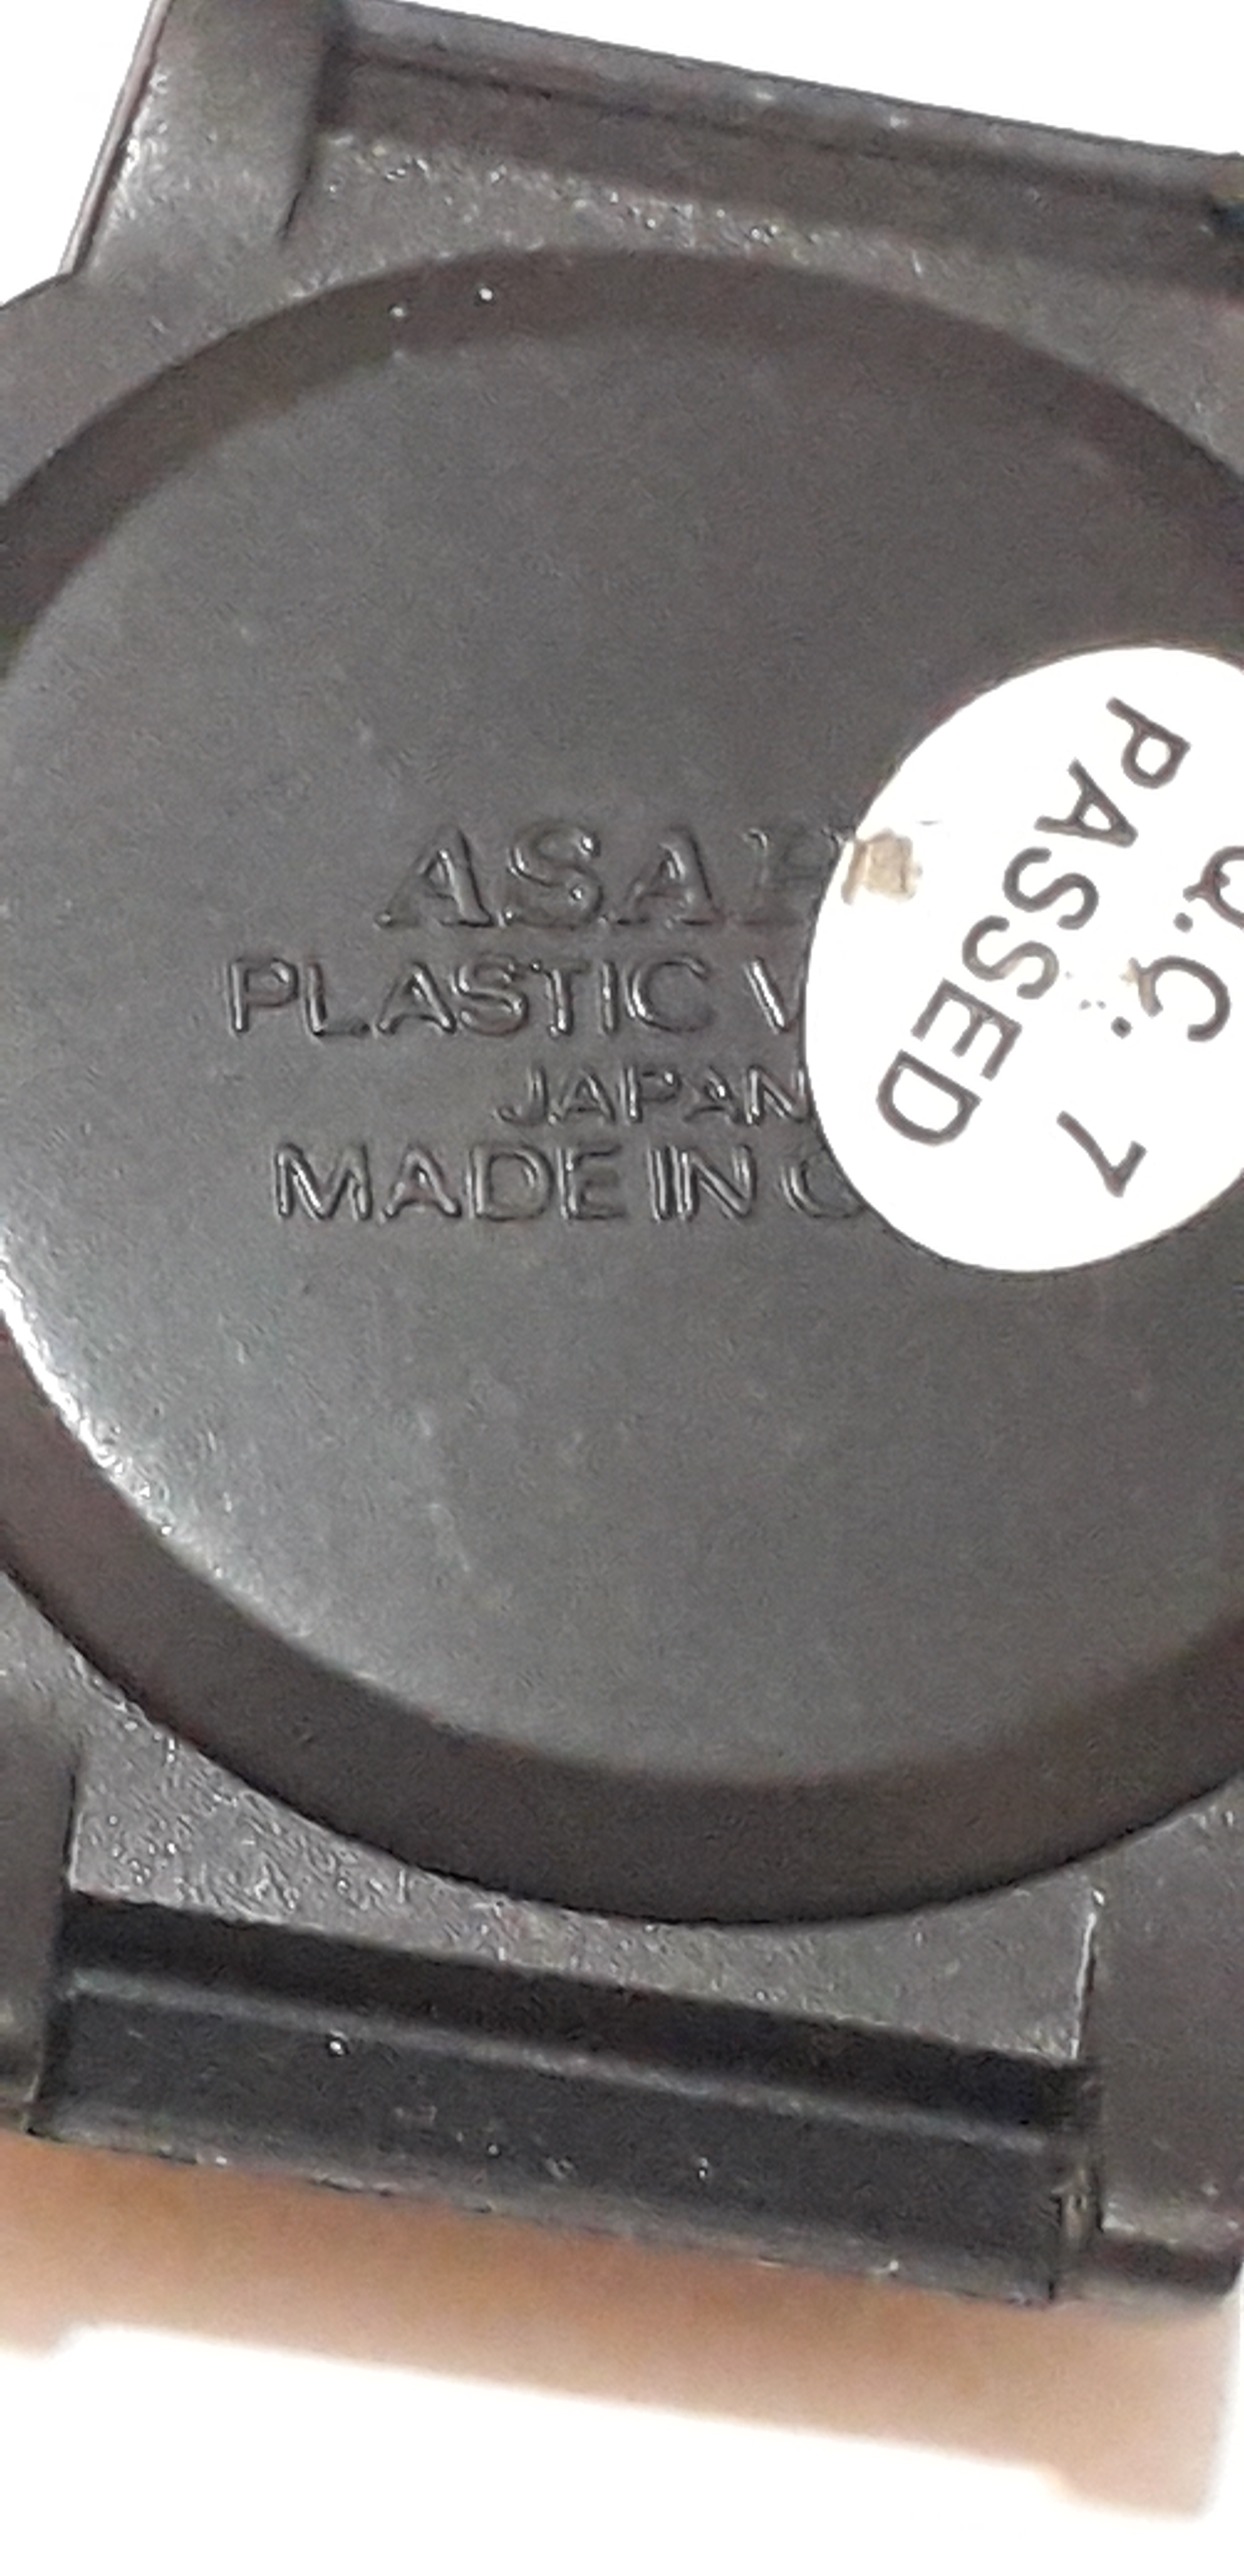 ASAH
PLASTIC W
JAPAN
MADE IN C
Q.C.
PASSED
7